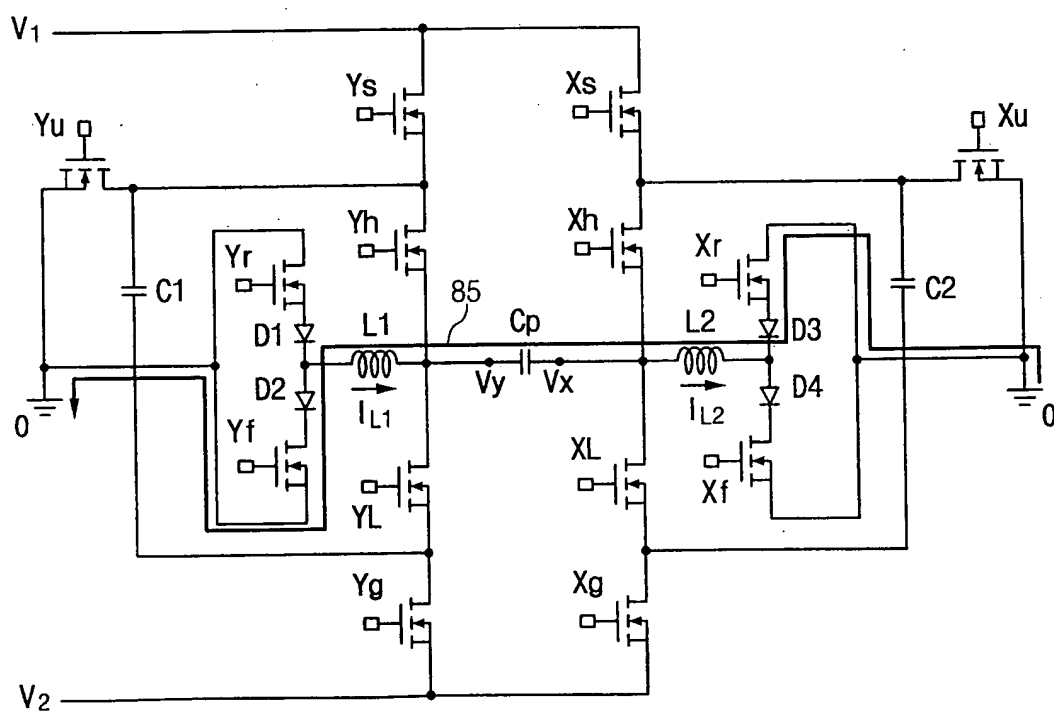 V1
Ys
Xs
Yu
Xu
Yh
Xh
Yr
Xr
C1
C2
85
D1
L1
Cp
L2
D3
Vy
Vx
D2
IL1
IL2
D4
0
0
Yf
XL
YL
Xf
Yg
Xg
V2